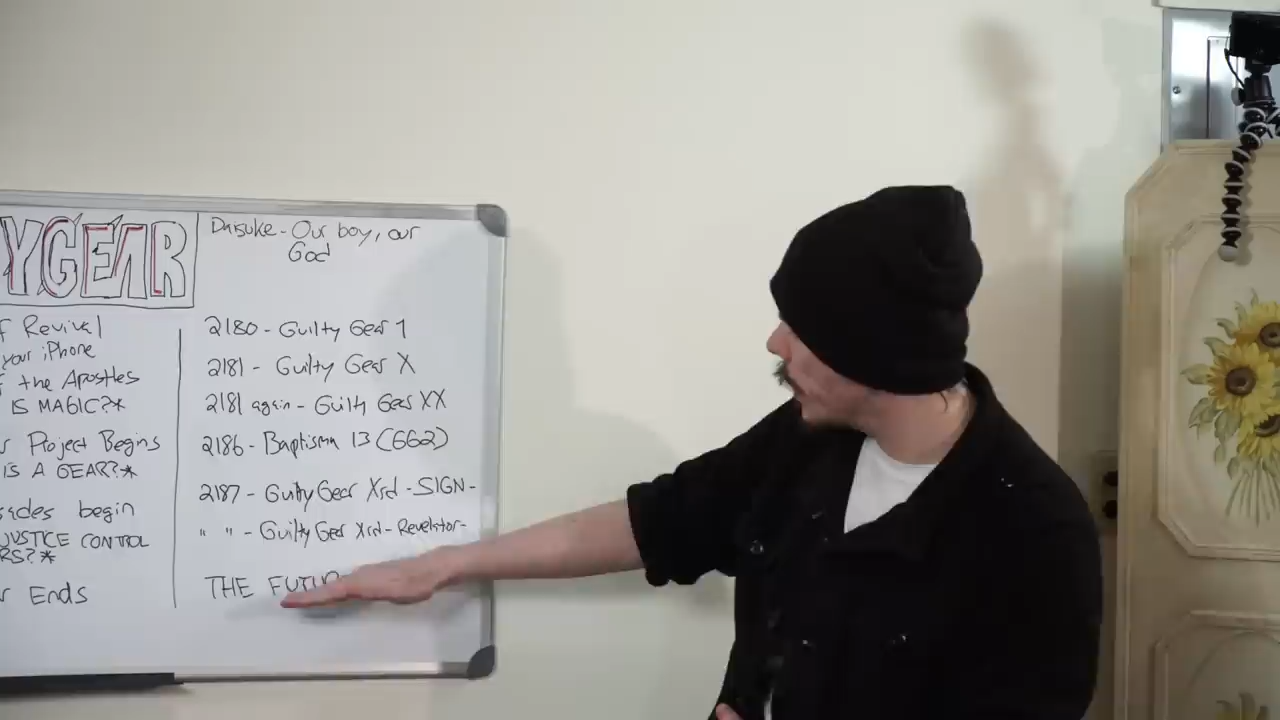 YGEAR
Daisuke - Our boy, our
God
f Revival
your iPhone
the Apostles
IS MAGIC?*
r Project Begins
IS A GEAR?*
sades begin
JUSTICE CONTROL
RS?*
r Ends
2180 - Guilty Gear 1
2181 - Guilty Gear X
2181 again - Guilty Gear XX
2186 - Baptisma 13 (GG2)
2187 - Guilty Gear Xrd - SIGN -
" " - Guilty Gear Xrd - Revelator -
THE FUTU